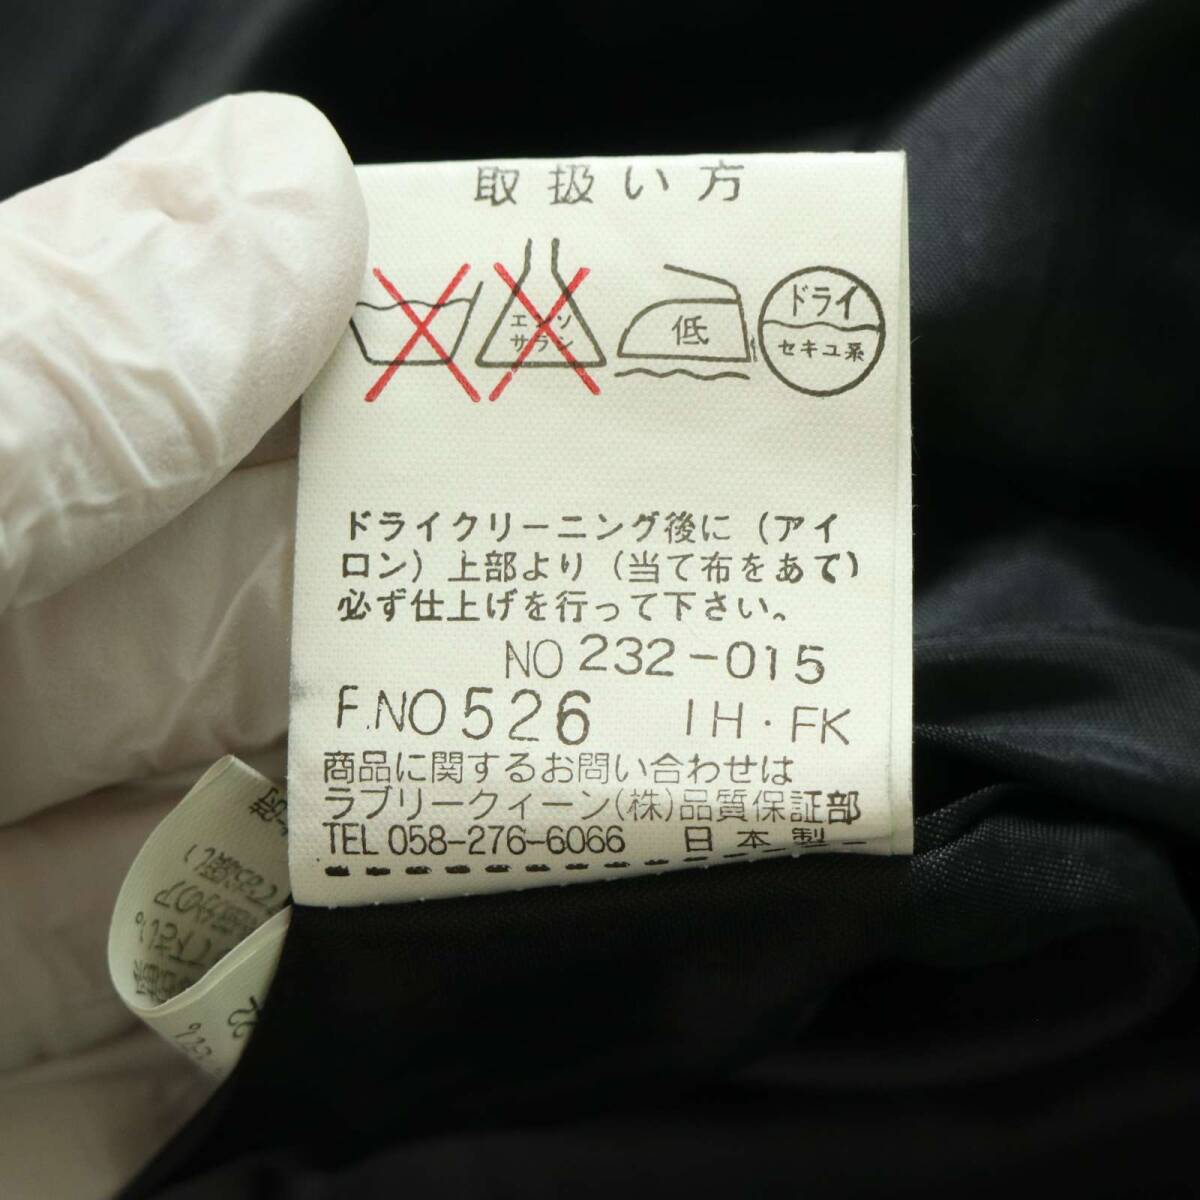 取扱い方
エンソ
サラシ
低
ドライ
セキユ系
ドライクリーニング後に（アイ
ロン）上部より（当て布をあて）
必ず仕上げを行って下さい。
NO 232-015
F.NO 526 IH・FK
商品に関するお問い合わせは
ラブリークィーン(株)品質保証部
TEL 058-276-6066 日本製